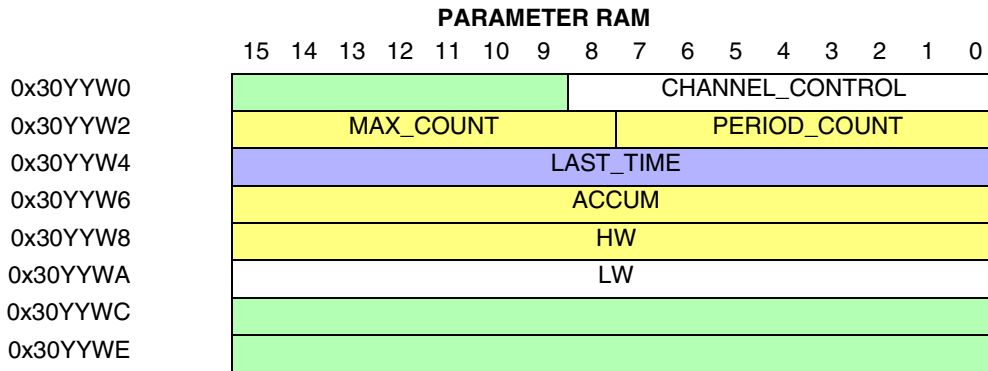 PARAMETER RAM
15 14 13 12 11 10 9 8 7 6 5 4 3 2 1 0
0x30YYW0 CHANNEL_CONTROL
0x30YYW2 MAX_COUNT PERIOD_COUNT
0x30YYW4 LAST_TIME
0x30YYW6 ACCUM
0x30YYW8 HW
0x30YYWA LW
0x30YYWC
0x30YYWE